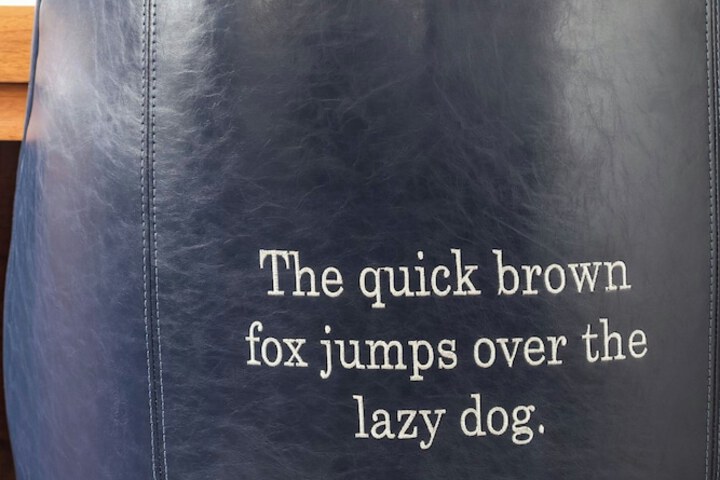 The quick brown
fox jumps over the
lazy dog.